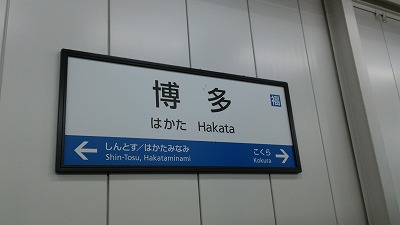 博多
福
はかた Hakata
← しんとす／はかたみなみ
Shin-Tosu, Hakataminami
こくら →
Kokura